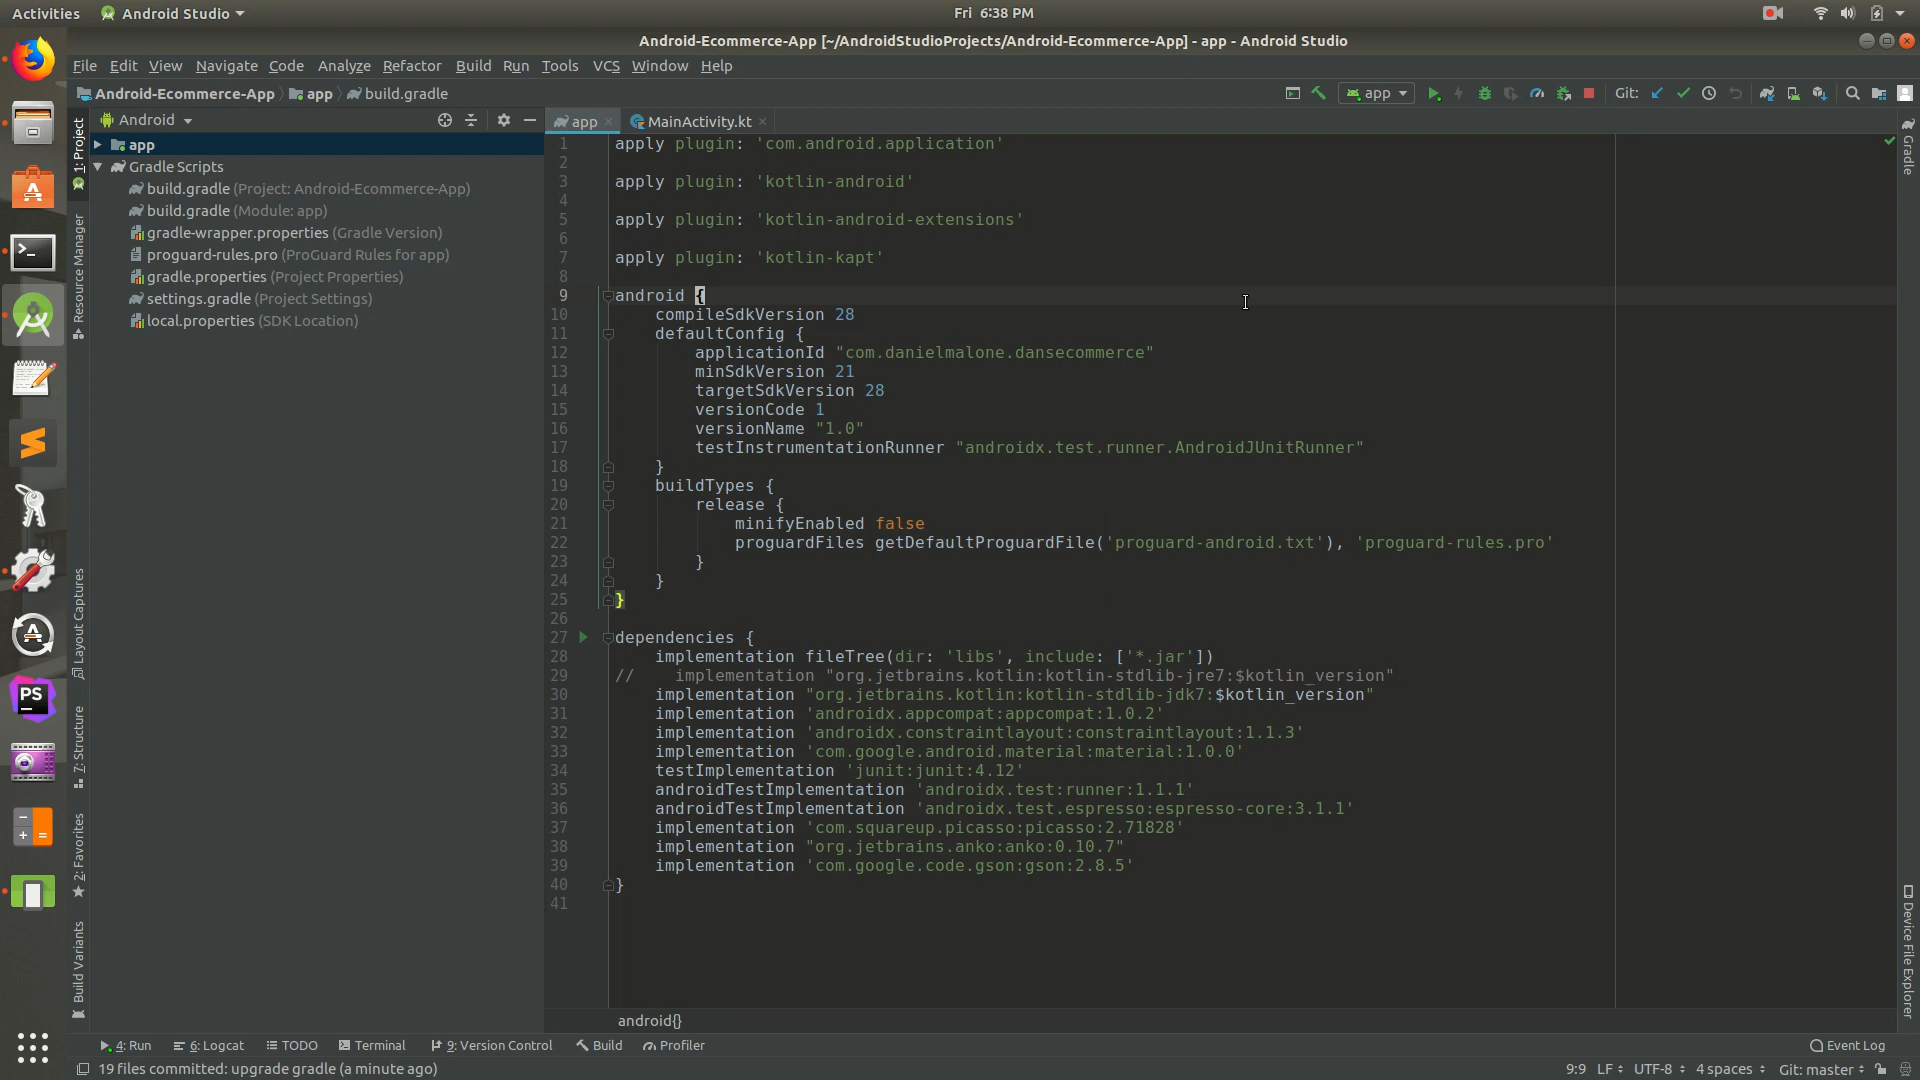 Activities
Android Studio
Fri 6:38 PM
Android-Ecommerce-App [~/AndroidStudioProjects/Android-Ecommerce-App] - app - Android Studio
File Edit View Navigate Code Analyze Refactor Build Run Tools VCS Window Help
Android-Ecommerce-App app build.gradle
app
Git:
Android
app
MainActivity.kt
1: Project
Resource Manager
Layout Captures
7: Structure
2: Favorites
Build Variants
app
Gradle Scripts
build.gradle (Project: Android-Ecommerce-App)
build.gradle (Module: app)
gradle-wrapper.properties (Gradle Version)
proguard-rules.pro (ProGuard Rules for app)
gradle.properties (Project Properties)
settings.gradle (Project Settings)
local.properties (SDK Location)
PS
1 apply plugin: 'com.android.application'
2
3 apply plugin: 'kotlin-android'
4
5 apply plugin: 'kotlin-android-extensions'
6
7 apply plugin: 'kotlin-kapt'
8
9 android {
10 compileSdkVersion 28
11 defaultConfig {
12 applicationId "com.danielmalone.dansecommerce"
13 minSdkVersion 21
14 targetSdkVersion 28
15 versionCode 1
16 versionName "1.0"
17 testInstrumentationRunner "androidx.test.runner.AndroidJUnitRunner"
18 }
19 buildTypes {
20 release {
21 minifyEnabled false
22 proguardFiles getDefaultProguardFile('proguard-android.txt'), 'proguard-rules.pro'
23 }
24 }
25 }
26
27 dependencies {
28 implementation fileTree(dir: 'libs', include: ['*.jar'])
29 // implementation "org.jetbrains.kotlin:kotlin-stdlib-jre7:$kotlin_version"
30 implementation "org.jetbrains.kotlin:kotlin-stdlib-jdk7:$kotlin_version"
31 implementation 'androidx.appcompat:appcompat:1.0.2'
32 implementation 'androidx.constraintlayout:constraintlayout:1.1.3'
33 implementation 'com.google.android.material:material:1.0.0'
34 testImplementation 'junit:junit:4.12'
35 androidTestImplementation 'androidx.test:runner:1.1.1'
36 androidTestImplementation 'androidx.test.espresso:espresso-core:3.1.1'
37 implementation 'com.squareup.picasso:picasso:2.71828'
38 implementation "org.jetbrains.anko:anko:0.10.7"
39 implementation 'com.google.code.gson:gson:2.8.5'
40 }
41
android{}
Gradle
Device File Explorer
4: Run 6: Logcat TODO Terminal 9: Version Control Build Profiler
Event Log
19 files committed: upgrade gradle (a minute ago)
9:9 LF UTF-8 4 spaces Git: master